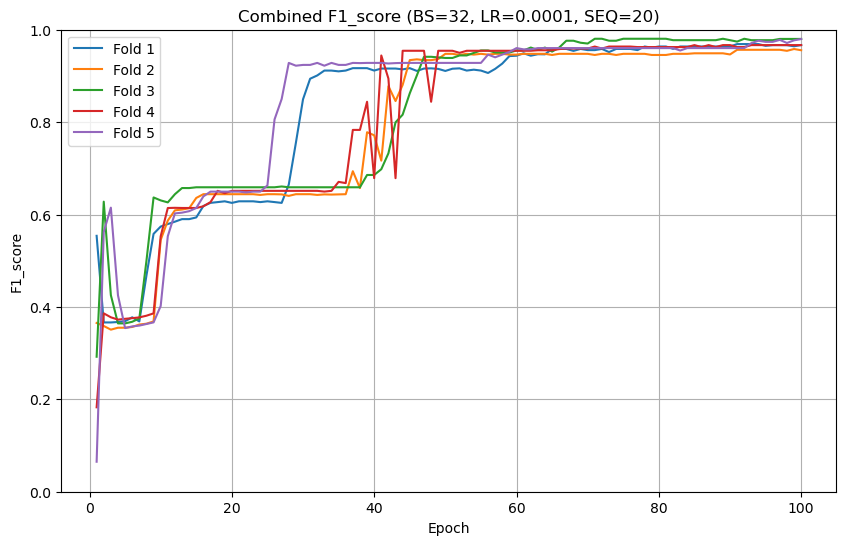 Combined F1_score (BS=32, LR=0.0001, SEQ=20)
F1_score
1.0
0.8
0.6
0.4
0.2
0.0
Fold 1
Fold 2
Fold 3
Fold 4
Fold 5
0
20
40
60
80
100
Epoch